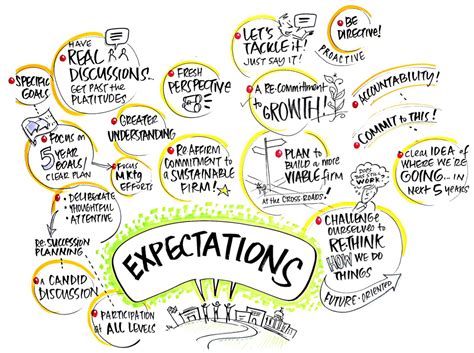 HAVE
REAL
DISCUSSIONS...
GET PAST THE
PLATITUDES
SPECIFIC
GOALS
FRESH
PERSPECTIVE
LET'S
TACKLE it!
JUST SAY IT!
BE
DIRECTIVE!
PROACTIVE
GREATER
UNDERSTANDING
A RE-COMMITMENT
to
GROWTH!
ACCOUNTABILITY!
COMMIT TO THIS!
FOCUS ON
5 YEAR
GOALS!
CLEAR PLAN
FOCUS
Mktg
EFFORTS
REAFFIRM
COMMITMENT to
A SUSTAINABLE
FIRM!
PLAN to
BUILD a more
VIABLE firm
AT the CROSS-ROADS!
DOES
THIS STILL
WORK?
CLEAR IDEA OF
WHERE WE'RE
GOING... IN
NEXT 5 YEARS
DELIBERATE
THOUGHTFUL
ATTENTIVE
RE: SUCCESSION
PLANNING
A CANDID
DISCUSSION
PARTICIPATION
at ALL LEVELS
EXPECTATIONS
CHALLENGE
OURSELVES to
RE-THINK
HOW WE DO
THINGS
FUTURE-ORIENTED